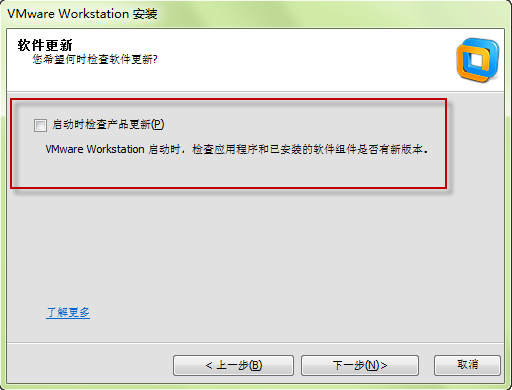 VMware Workstation 安装
软件更新
您希望何时检查软件更新?
启动时检查产品更新(P)
VMware Workstation 启动时，检查应用程序和已安装的软件组件是否有新版本。
了解更多
< 上一步(B)
下一步(N)>
取消